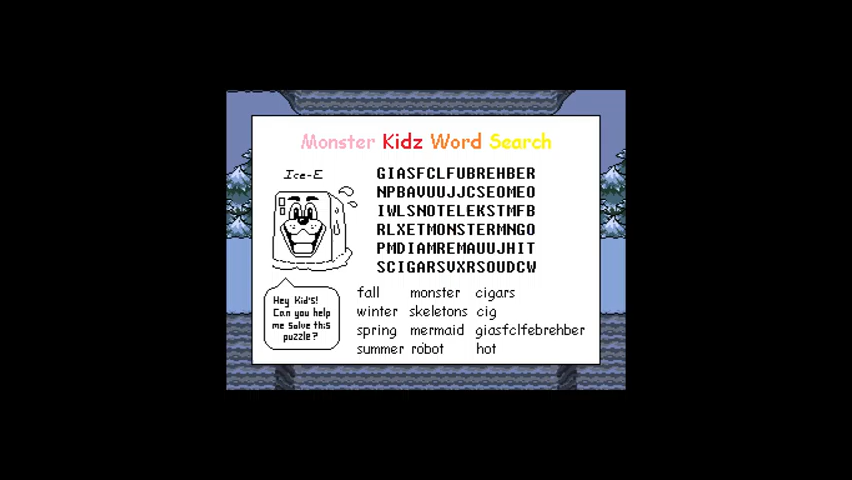 Monster Kidz Word Search
Ice-E
GIASFCLFUBREHBER
NPBAVUUJJCSEOMEO
IWLSNOTELEKSTMFB
RLXETMONSTERMNGO
PMDIAMREMAUUJHIT
SCIGARSVXRSOUDCW
fall monster cigars
winter skeletons cig
spring mermaid giasfclfebrehber
summer robot hot
Hey Kid's!
Can you help
me solve this
puzzle?